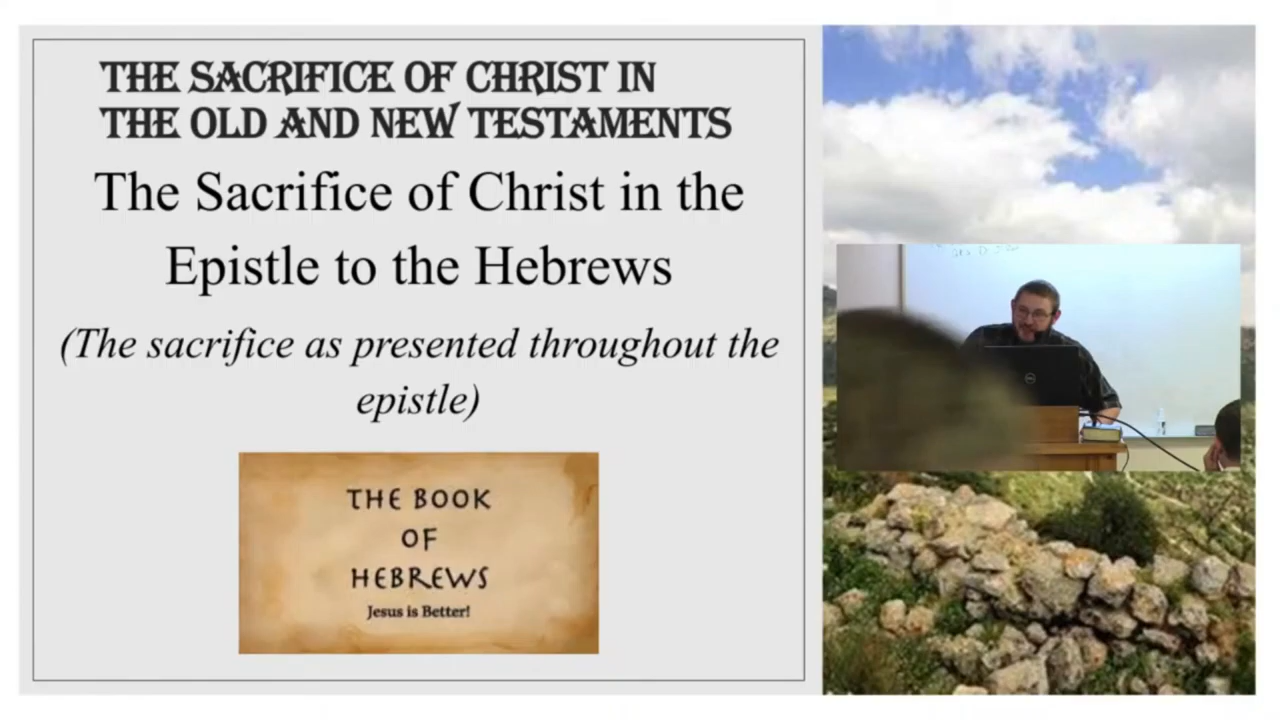 THE SACRIFICE OF CHRIST IN
THE OLD AND NEW TESTAMENTS
The Sacrifice of Christ in the
Epistle to the Hebrews
(The sacrifice as presented throughout the
epistle)
THE BOOK
OF
HEBREWS
Jesus is Better!